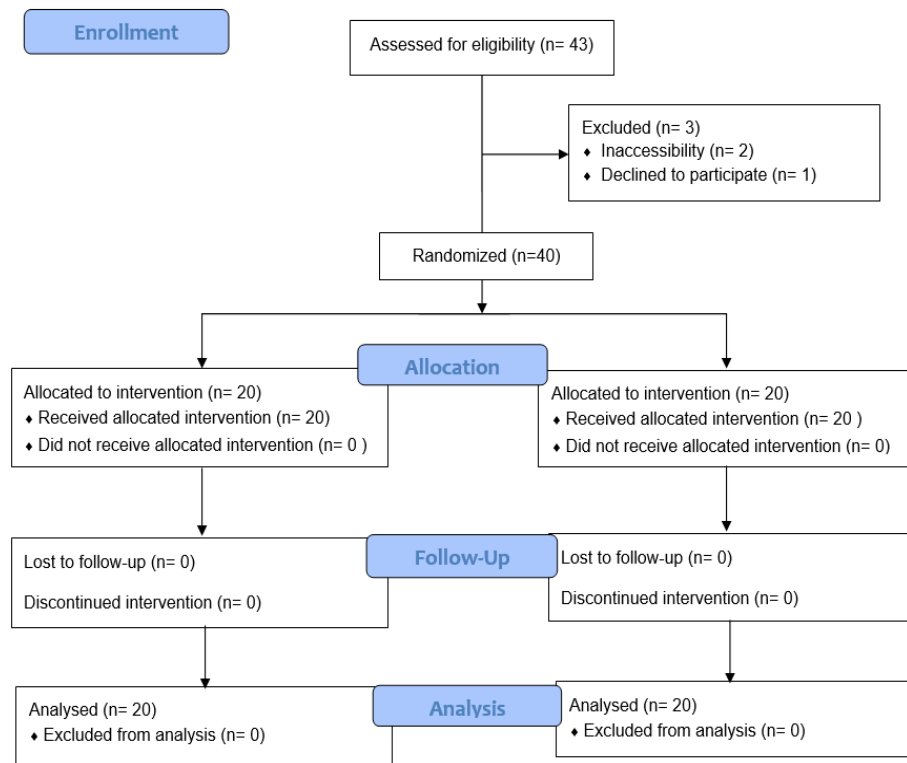 Enrollment
Assessed for eligibility (n= 43)
Excluded (n= 3)
♦ Inaccessibility (n= 2)
♦ Declined to participate (n= 1)
Randomized (n=40)
Allocation
Allocated to intervention (n= 20)
♦ Received allocated intervention (n= 20)
♦ Did not receive allocated intervention (n= 0 )
Allocated to intervention (n= 20)
♦ Received allocated intervention (n= 20 )
♦ Did not receive allocated intervention (n= 0)
Follow-Up
Lost to follow-up (n= 0)
Discontinued intervention (n= 0)
Lost to follow-up (n= 0)
Discontinued intervention (n= 0)
Analysis
Analysed (n= 20)
♦ Excluded from analysis (n= 0)
Analysed (n= 20)
♦ Excluded from analysis (n= 0)